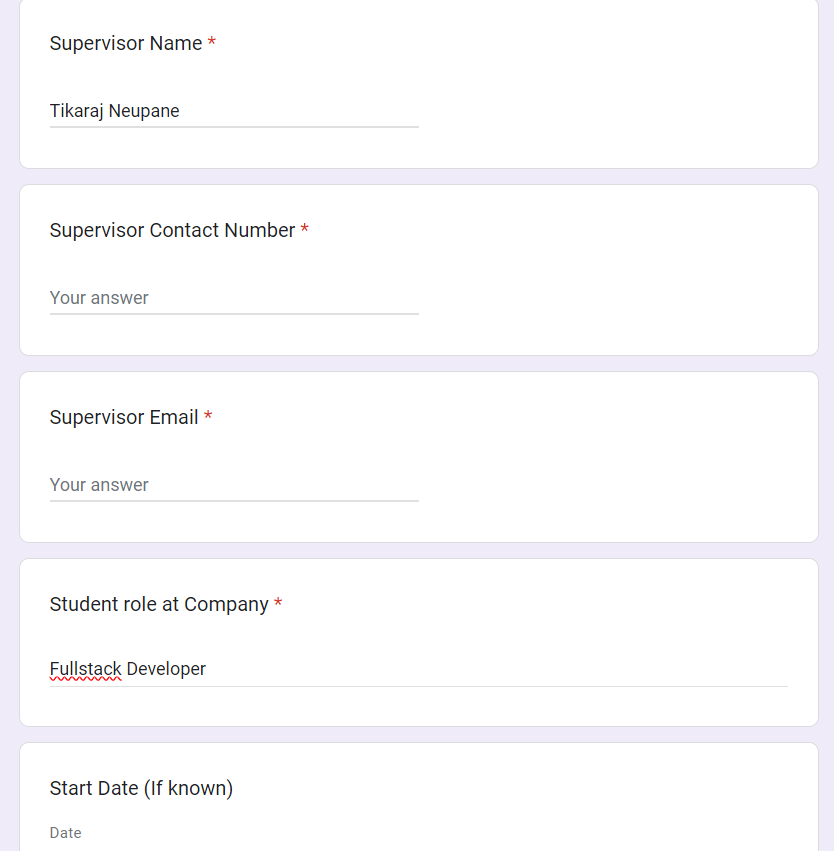 Supervisor Name *
Tikaraj Neupane
Supervisor Contact Number *
Your answer
Supervisor Email *
Your answer
Student role at Company *
Fullstack Developer
Start Date (If known)
Date